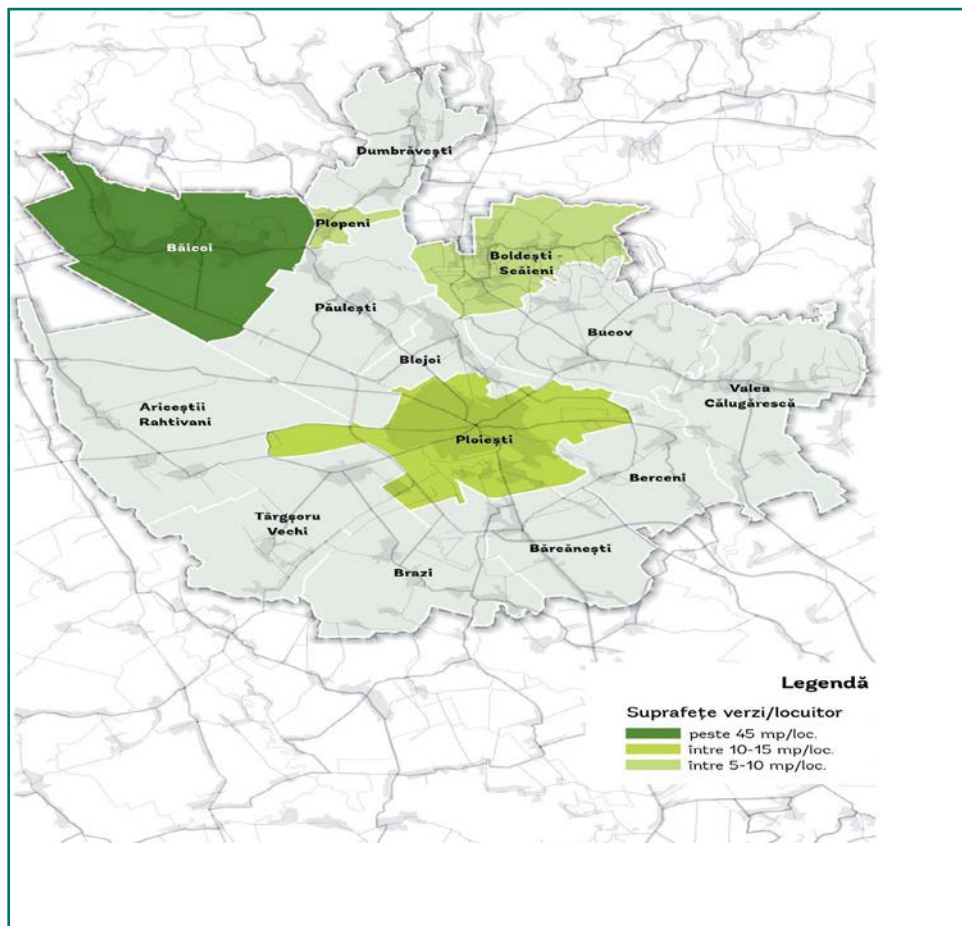 Dumbrăvești
Plopeni
Băicoi
Boldești -
Scăieni
Păulești
Bucov
Blejoi
Valea
Călugărescă
Ariceștii
Rahtivani
Ploiești
Berceni
Târgșoru
Vechi
Bărcănești
Brazi
Legendă
Suprafețe verzi/locuitor
peste 45 mp/loc.
între 10-15 mp/loc.
între 5-10 mp/loc.